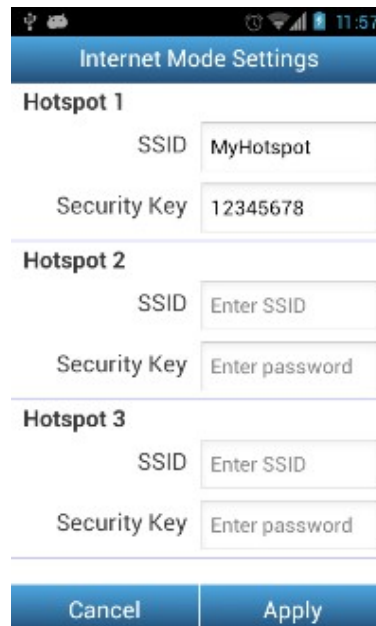 11:57
Internet Mode Settings
Hotspot 1
SSID MyHotspot
Security Key 12345678
Hotspot 2
SSID Enter SSID
Security Key Enter password
Hotspot 3
SSID Enter SSID
Security Key Enter password
Cancel Apply